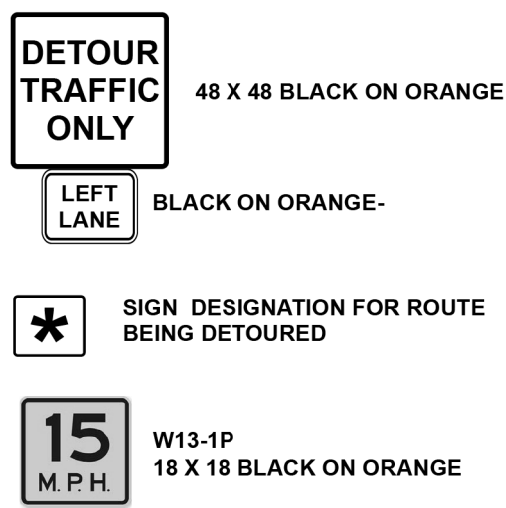 DETOUR
TRAFFIC
ONLY
48 X 48 BLACK ON ORANGE
LEFT
LANE
BLACK ON ORANGE-
*
SIGN DESIGNATION FOR ROUTE
BEING DETOURED
15
M.P.H.
W13-1P
18 X 18 BLACK ON ORANGE